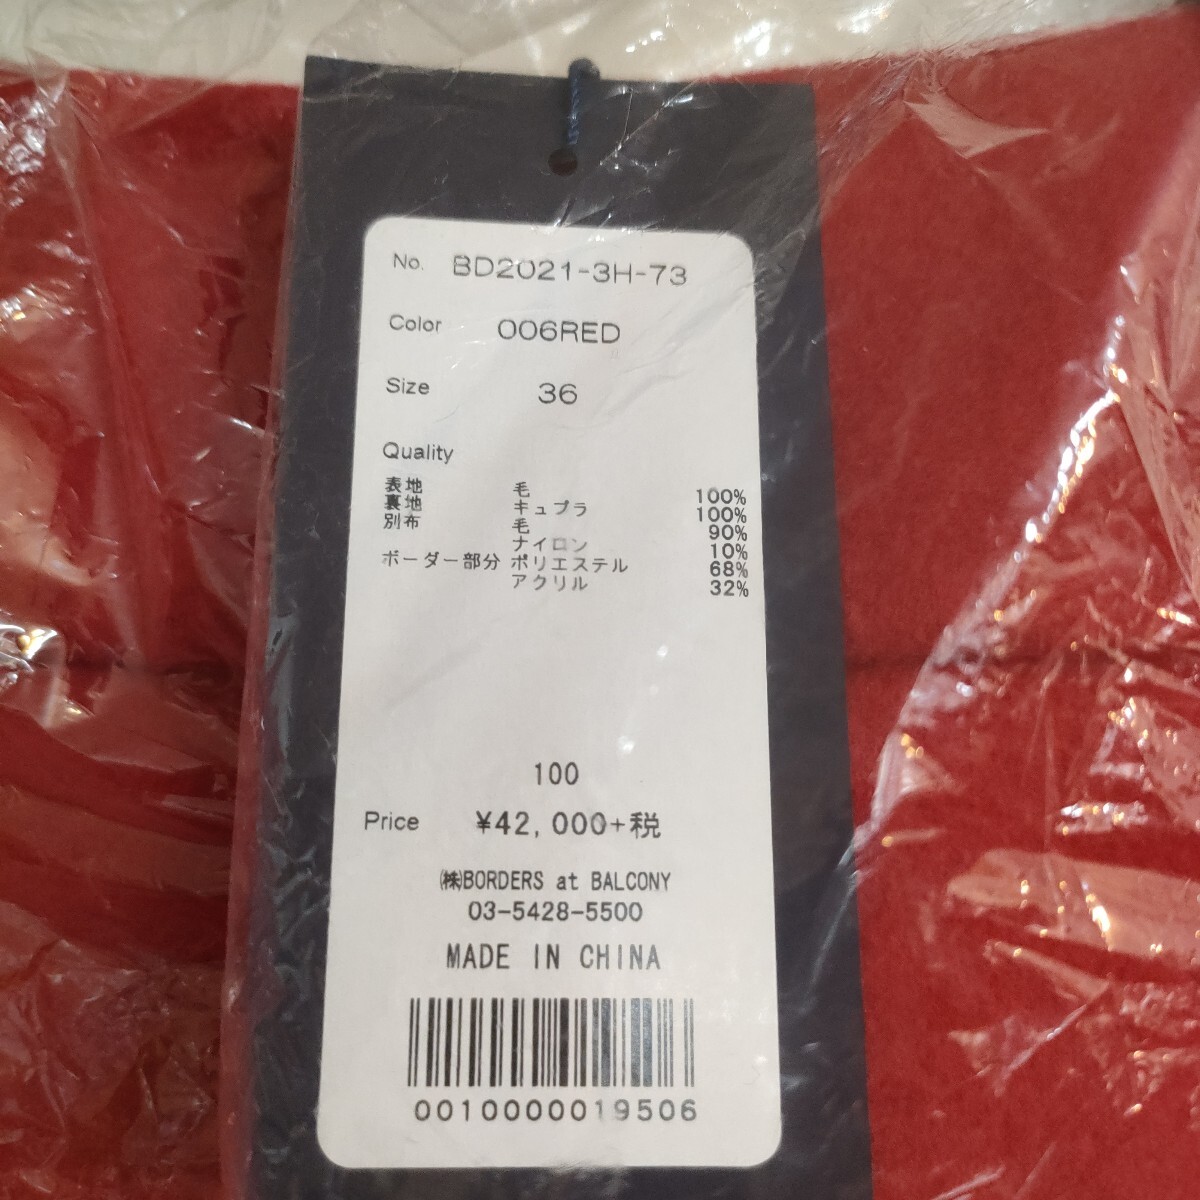 No. BD2021-3H-73
Color 006RED
Size 36
Quality
表地 毛 100%
裏地 キュプラ 100%
別布 毛 90%
ナイロン 10%
ボーダー部分 ポリエステル 68%
アクリル 32%
100
Price ¥42,000+税
㈱BORDERS at BALCONY
03-5428-5500
MADE IN CHINA
0010000019506